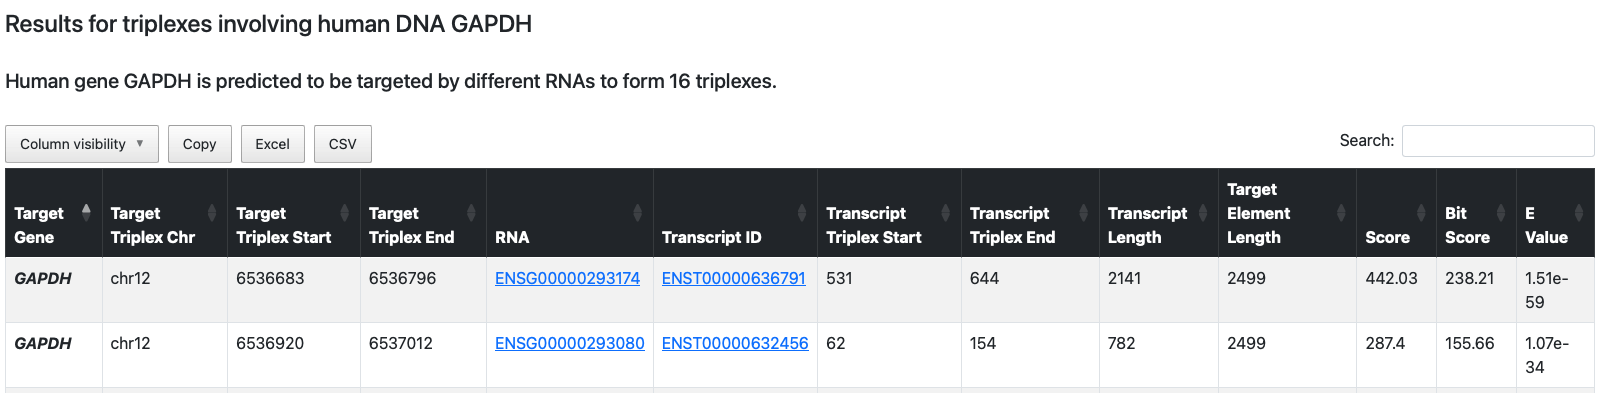 Results for triplexes involving human DNA GAPDH
Human gene GAPDH is predicted to be targeted by different RNAs to form 16 triplexes.
Column visibility ▼ Copy Excel CSV Search:
Target Gene Target Triplex Chr Target Triplex Start Target Triplex End RNA Transcript ID Transcript Triplex Start Transcript Triplex End Transcript Length Target Element Length Score Bit Score E Value
GAPDH chr12 6536683 6536796 ENSG00000293174 ENST00000636791 531 644 2141 2499 442.03 238.21 1.51e-59
GAPDH chr12 6536920 6537012 ENSG00000293080 ENST00000632456 62 154 782 2499 287.4 155.66 1.07e-34